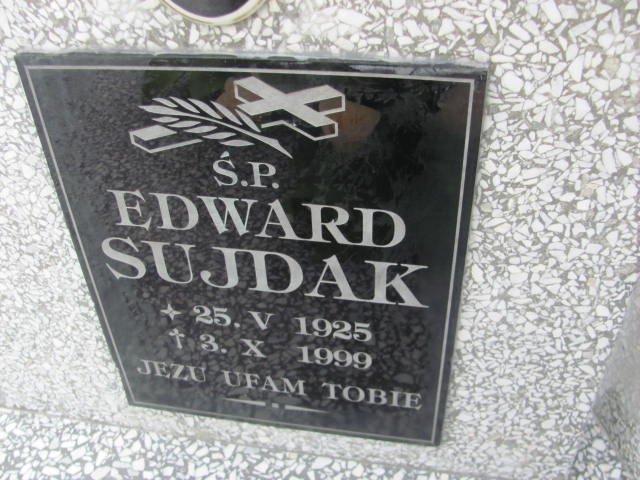 Ś.P.
EDWARD
SUJDAK
✦ 25. V 1925
† 3. X 1999
JEZU UFAM TOBIE